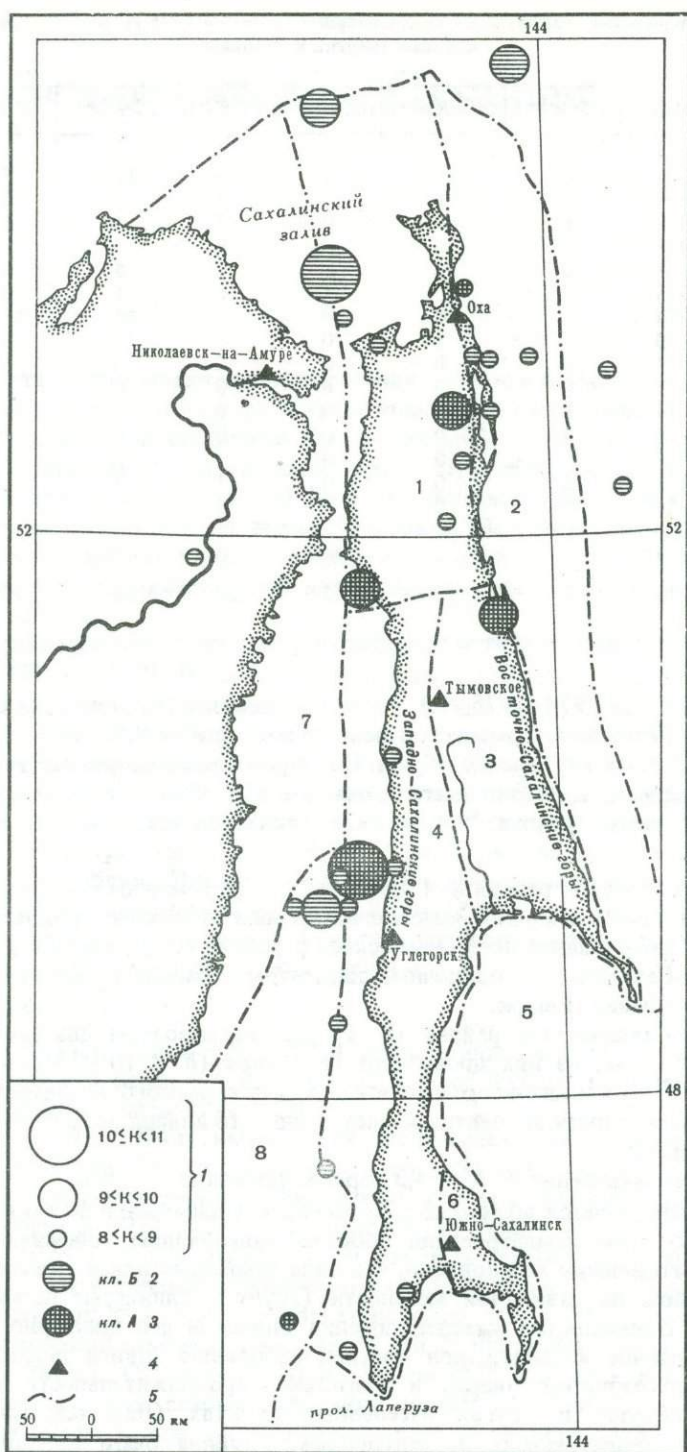 144
Сахалинский
залив
Оха
Николаевск-на-Амуре
1
2
52
52
Тымовское
Восточно-Сахалинские горы
7
3
Западно-Сахалинские горы
4
Углегорск
5
48
48
10≤K<11
9≤K≤10
1
8≤K<9
кл. Б 2
кл. А 3
4
5
50 0 50 км
8
6
Южно-Сахалинск
прол. Лаперуза
144